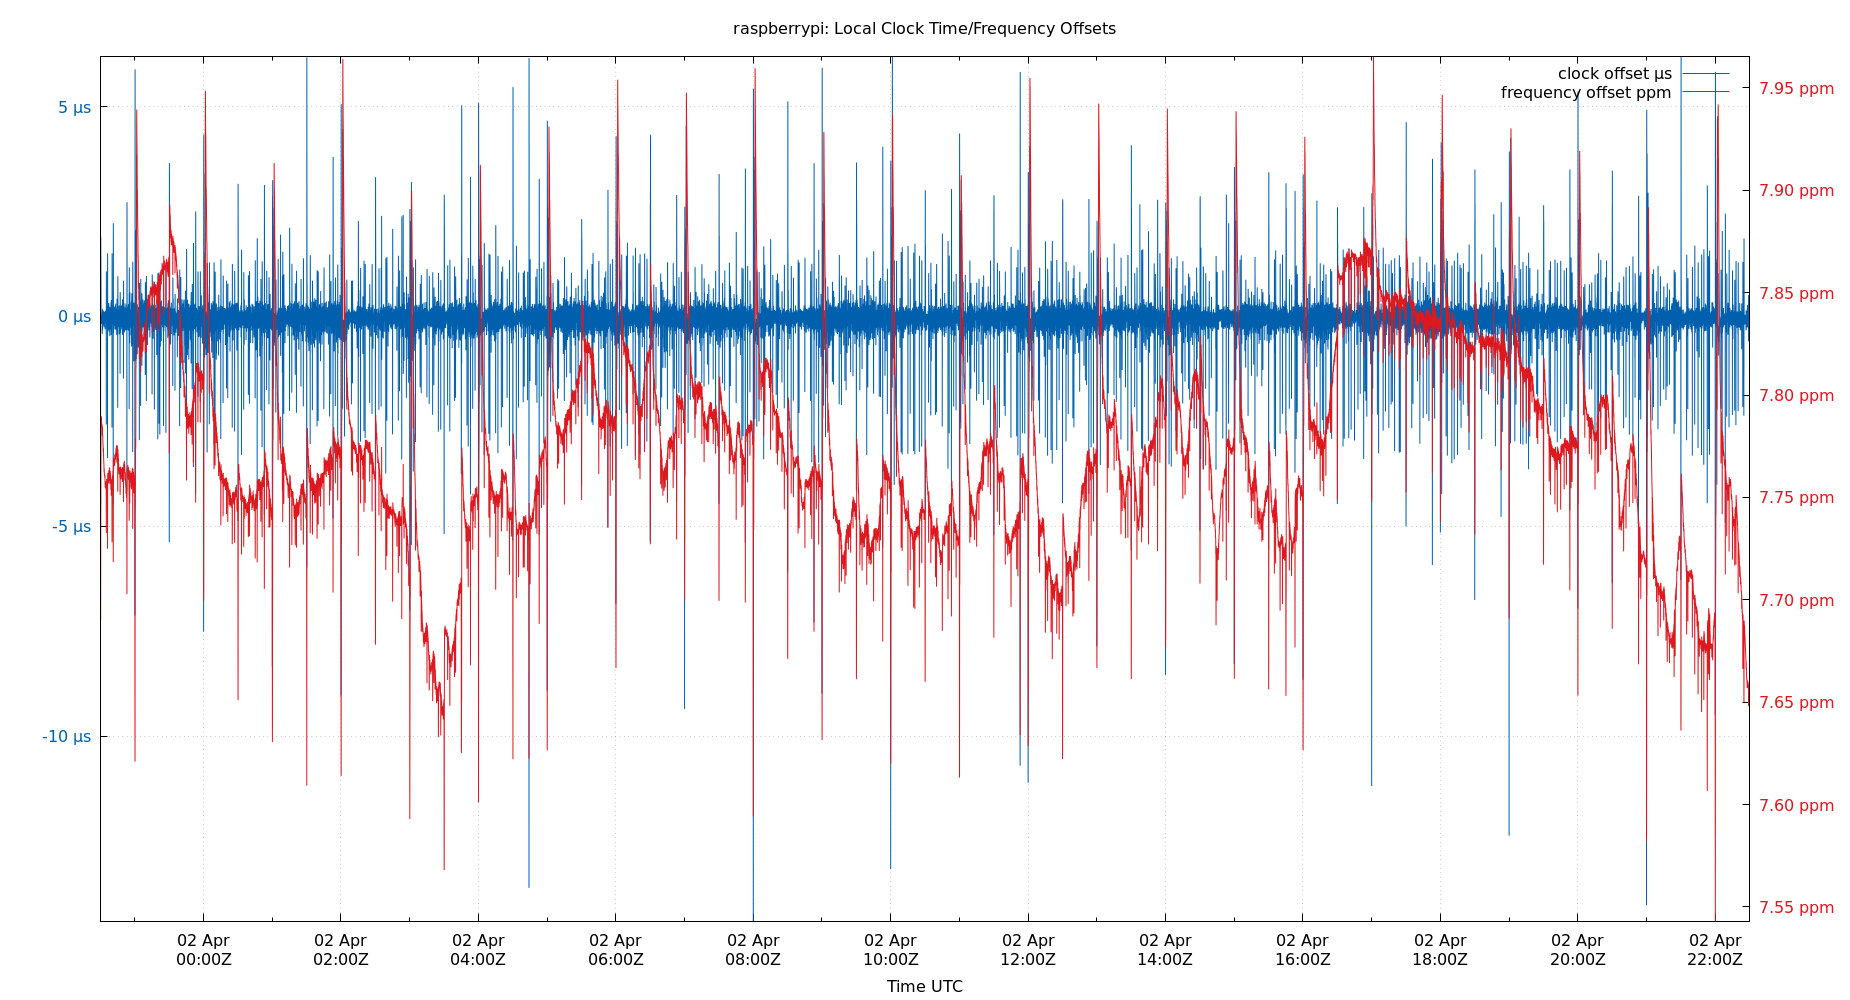 raspberrypi: Local Clock Time/Frequency Offsets
clock offset µs
frequency offset ppm
5 µs
0 µs
-5 µs
-10 µs
7.95 ppm
7.90 ppm
7.85 ppm
7.80 ppm
7.75 ppm
7.70 ppm
7.65 ppm
7.60 ppm
7.55 ppm
02 Apr 02 Apr 02 Apr 02 Apr 02 Apr 02 Apr 02 Apr 02 Apr 02 Apr 02 Apr 02 Apr 02 Apr
00:00Z 02:00Z 04:00Z 06:00Z 08:00Z 10:00Z 12:00Z 14:00Z 16:00Z 18:00Z 20:00Z 22:00Z
Time UTC